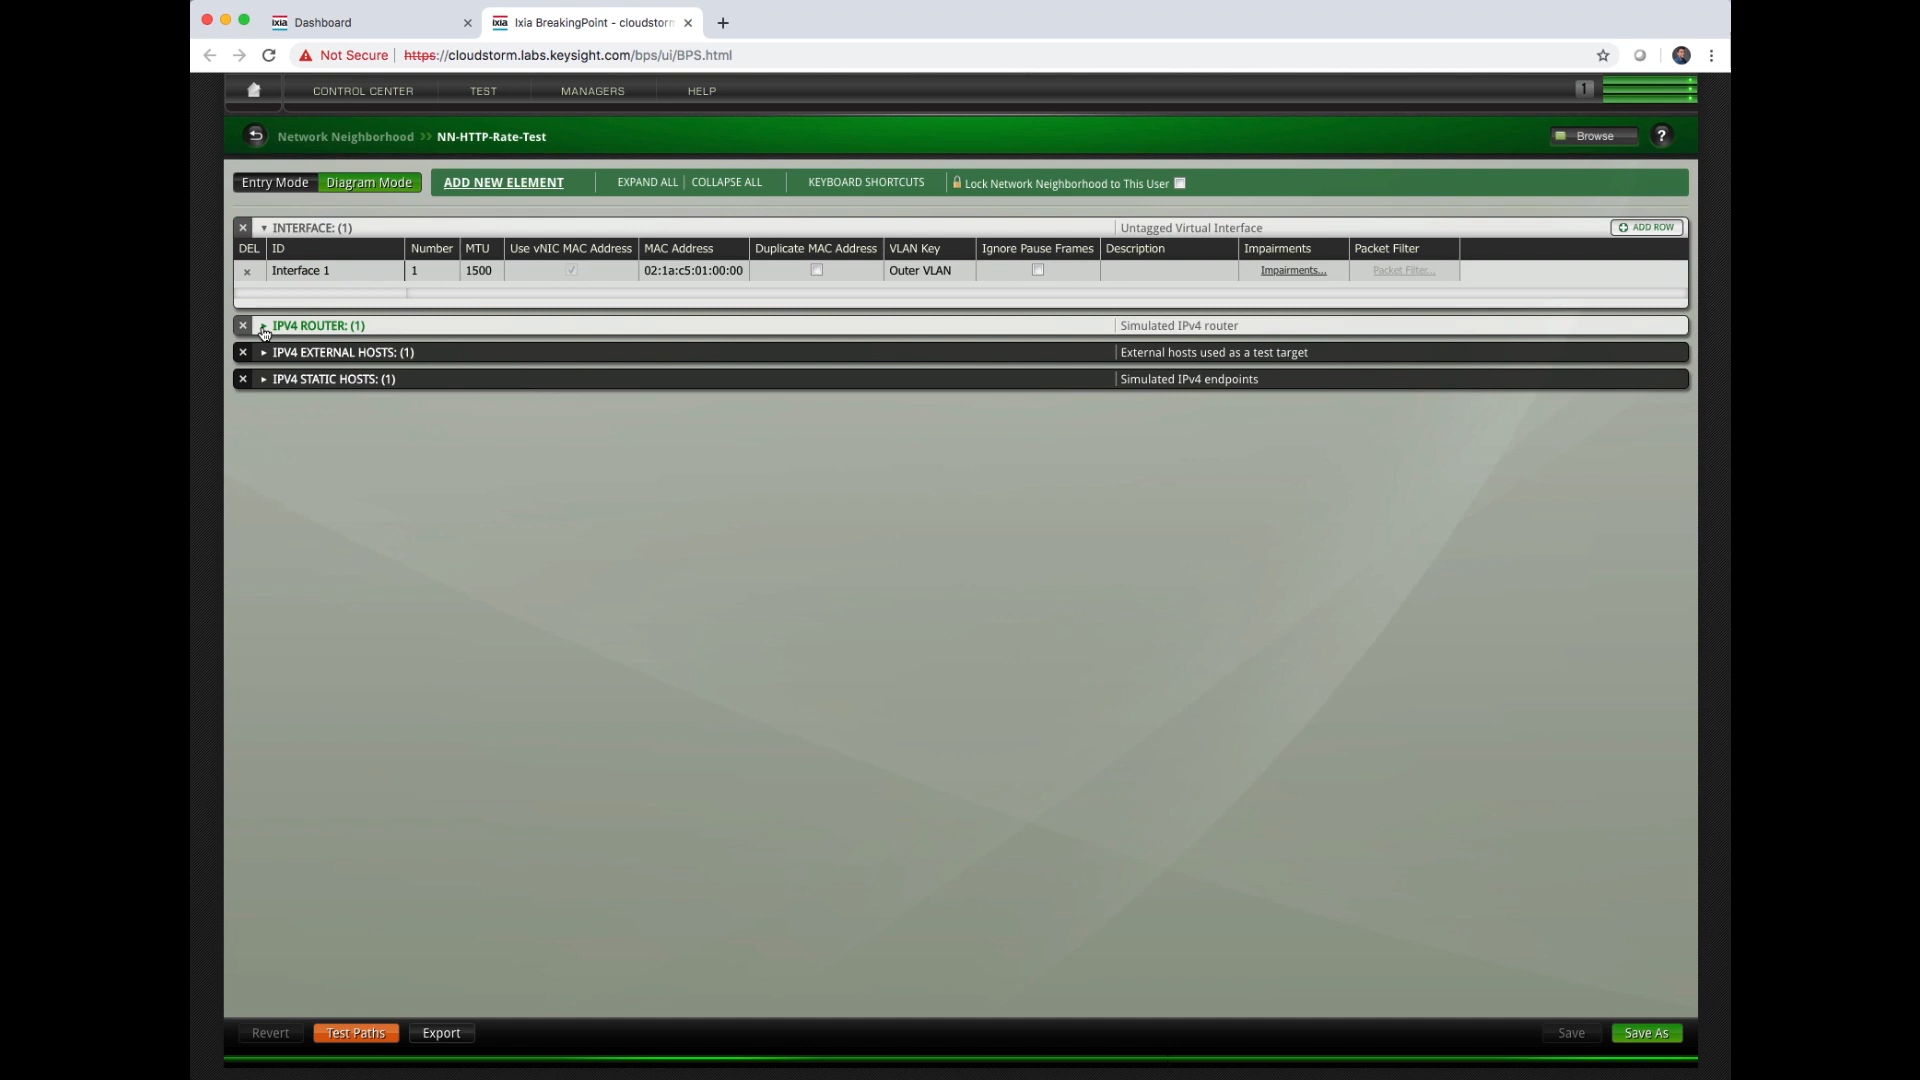 ixia Dashboard
ixia Ixia BreakingPoint - cloudstorm
Not Secure https://cloudstorm.labs.keysight.com/bps/ui/BPS.html
CONTROL CENTER TEST MANAGERS HELP 1
Network Neighborhood >> NN-HTTP-Rate-Test Browse ?
Entry Mode Diagram Mode ADD NEW ELEMENT EXPAND ALL COLLAPSE ALL KEYBOARD SHORTCUTS Lock Network Neighborhood to This User
INTERFACE: (1) Untagged Virtual Interface ADD ROW
DEL ID Number MTU Use vNIC MAC Address MAC Address Duplicate MAC Address VLAN Key Ignore Pause Frames Description Impairments Packet Filter
Interface 1 1 1500 02:1a:c5:01:00:00 Outer VLAN Impairments... Packet Filter...
IPV4 ROUTER: (1) Simulated IPv4 router
IPV4 EXTERNAL HOSTS: (1) External hosts used as a test target
IPV4 STATIC HOSTS: (1) Simulated IPv4 endpoints
Revert Test Paths Export Save Save As